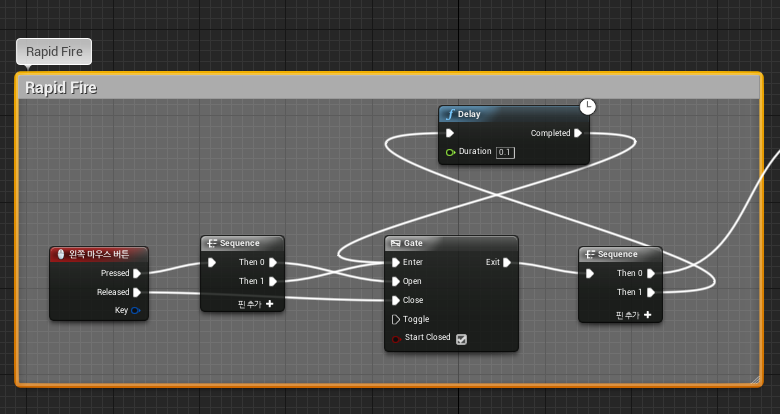 Rapid Fire
Rapid Fire
Delay
Completed
Duration 0.1
왼쪽 마우스 버튼
Pressed
Released
Key
Sequence
Then 0
Then 1
핀 추가
Gate
Enter
Exit
Open
Close
Toggle
Start Closed
Sequence
Then 0
Then 1
핀 추가